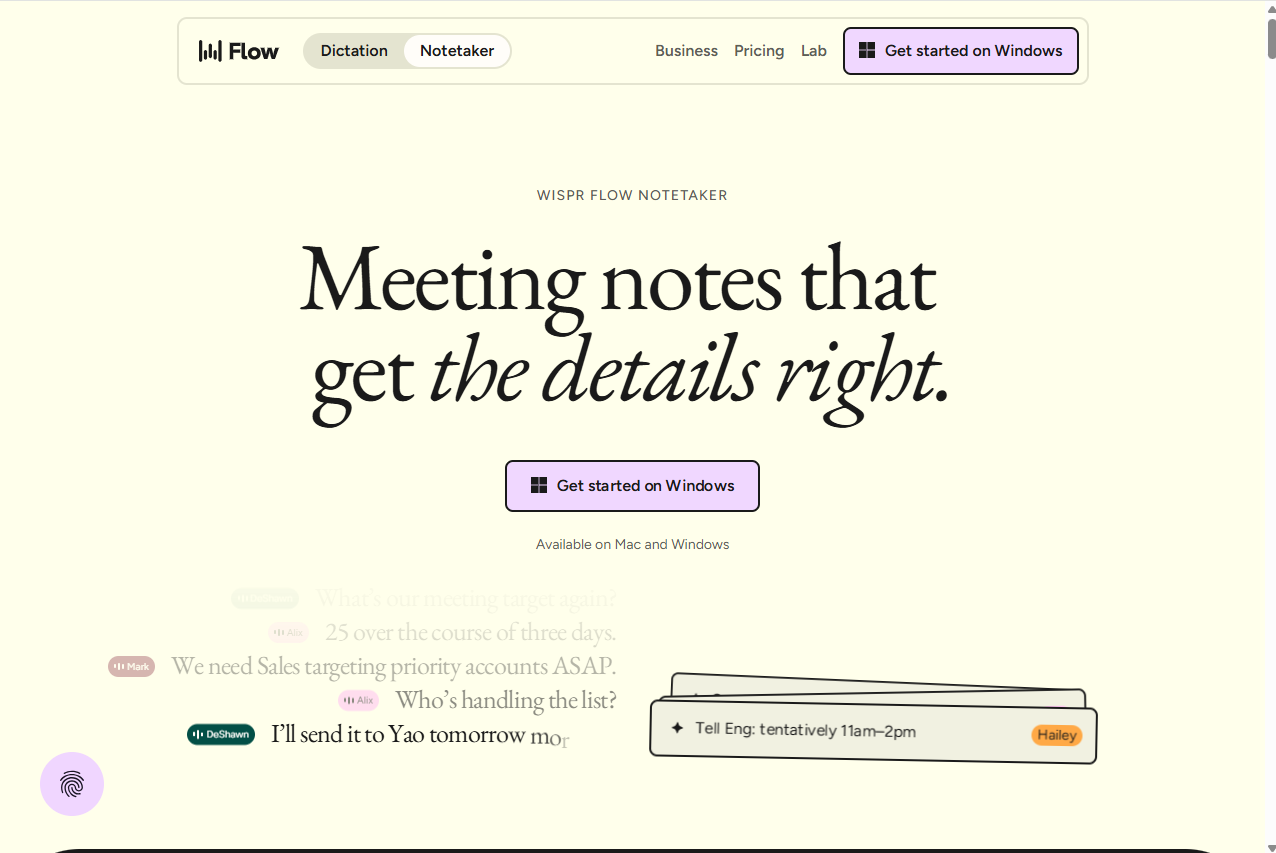 Flow
Dictation
Notetaker
Business
Pricing
Lab
Get started on Windows
WISPR FLOW NOTETAKER
Meeting notes that
get the details right.
Get started on Windows
Available on Mac and Windows
DeShawn What's our meeting target again?
Alix 25 over the course of three days.
Mark We need Sales targeting priority accounts ASAP.
Alix Who's handling the list?
DeShawn I'll send it to Yao tomorrow mor
Tell Eng: tentatively 11am–2pm
Hailey